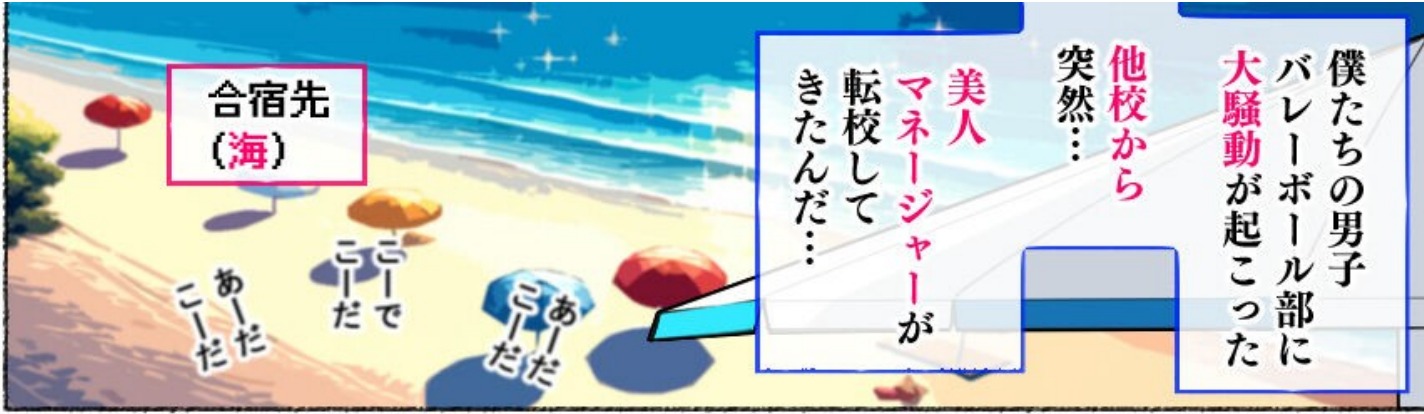 僕たちの男子
バレーボール部に
大騒動が起こった
他校から
突然…
美人
マネージャーが
転校して
きたんだ…
合宿先
(海)
あーだ
こーだ
こーで
こーだ
あーだ
こーだ